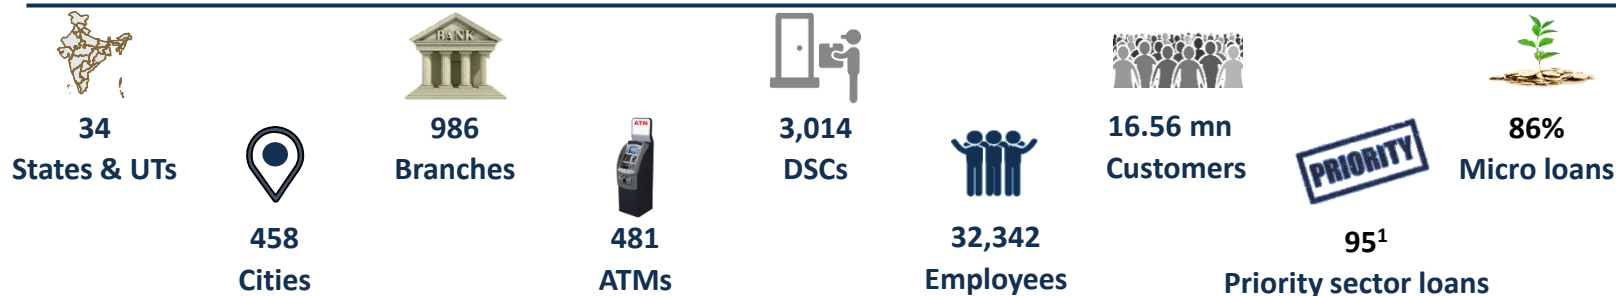 BANK
34
States & UTs
458
Cities
986
Branches
ATM
481
ATMs
3,014
DSCs
32,342
Employees
16.56 mn
Customers
PRIORITY
95¹
Priority sector loans
86%
Micro loans